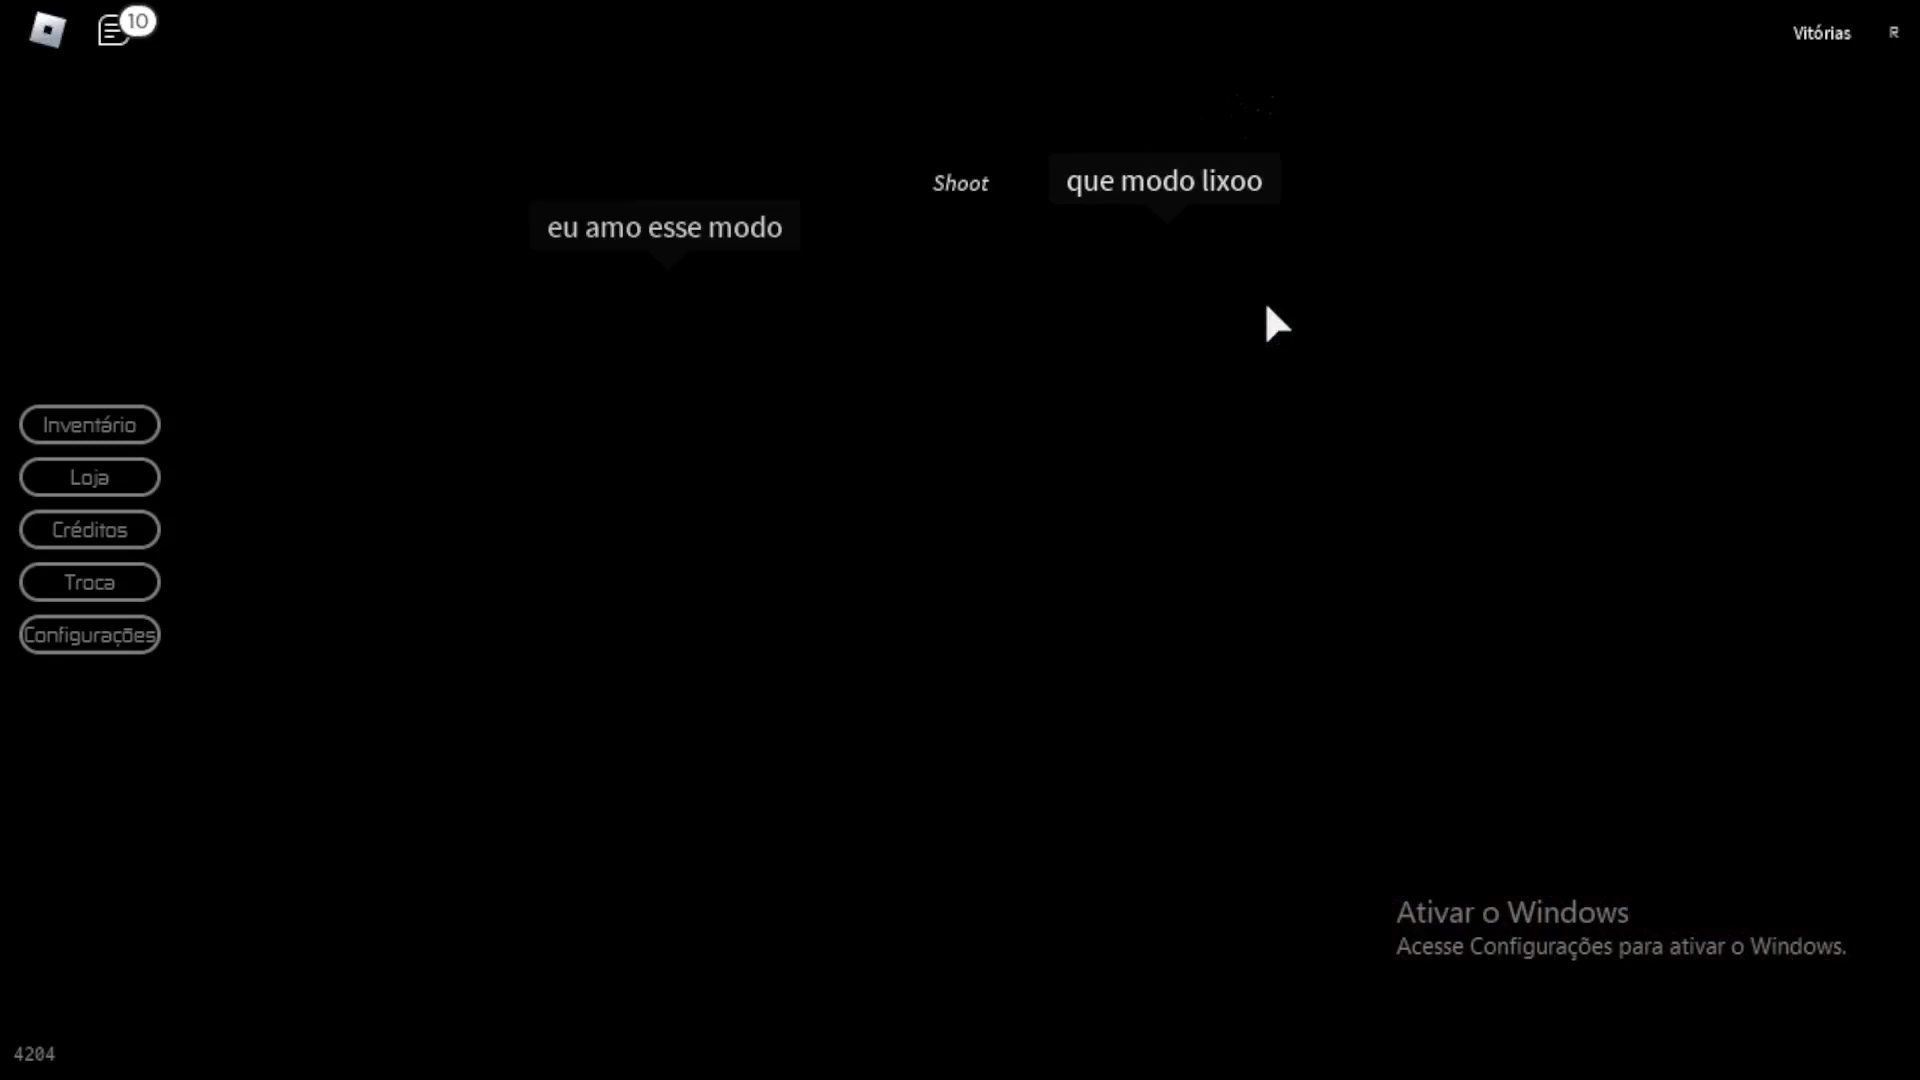 10
Vitórias R
Shoot
que modo lixoo
eu amo esse modo
Inventário
Loja
Créditos
Troca
Configurações
Ativar o Windows
Acesse Configurações para ativar o Windows.
4204